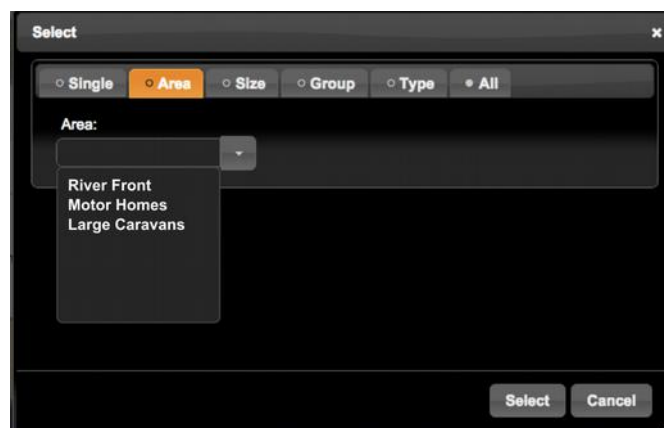 Select
Single Area Size Group Type All
Area:
River Front
Motor Homes
Large Caravans
Select Cancel